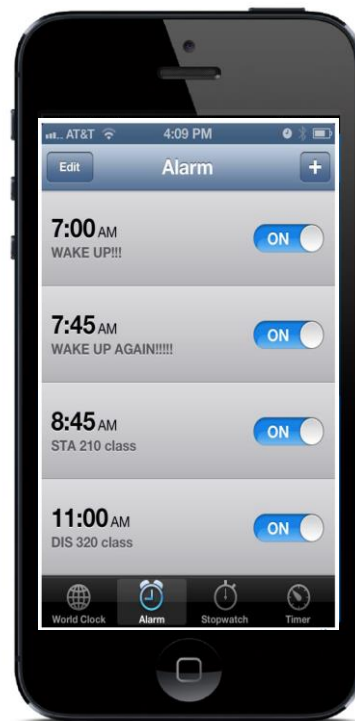 AT&T 4:09 PM
Edit Alarm +
7:00 AM ON
WAKE UP!!!
7:45 AM ON
WAKE UP AGAIN!!!!!
8:45 AM ON
STA 210 class
11:00 AM ON
DIS 320 class
World Clock Alarm Stopwatch Timer